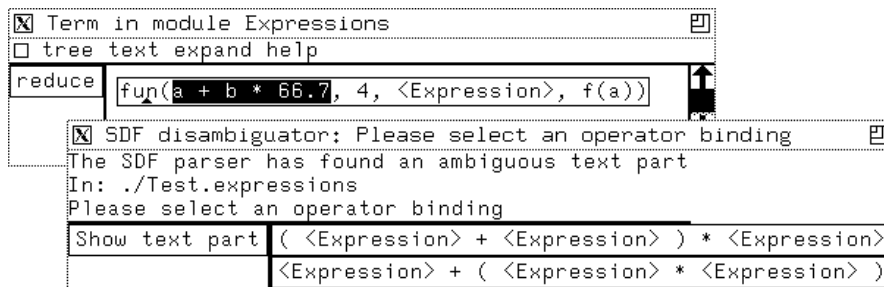 Term in module Expressions
tree text expand help
reduce
fun(a + b * 66.7, 4, <Expression>, f(a))
SDF disambiguator: Please select an operator binding
The SDF parser has found an ambiguous text part
In: ./Test.expressions
Please select an operator binding
Show text part
( <Expression> + <Expression> ) * <Expression>
<Expression> + ( <Expression> * <Expression> )